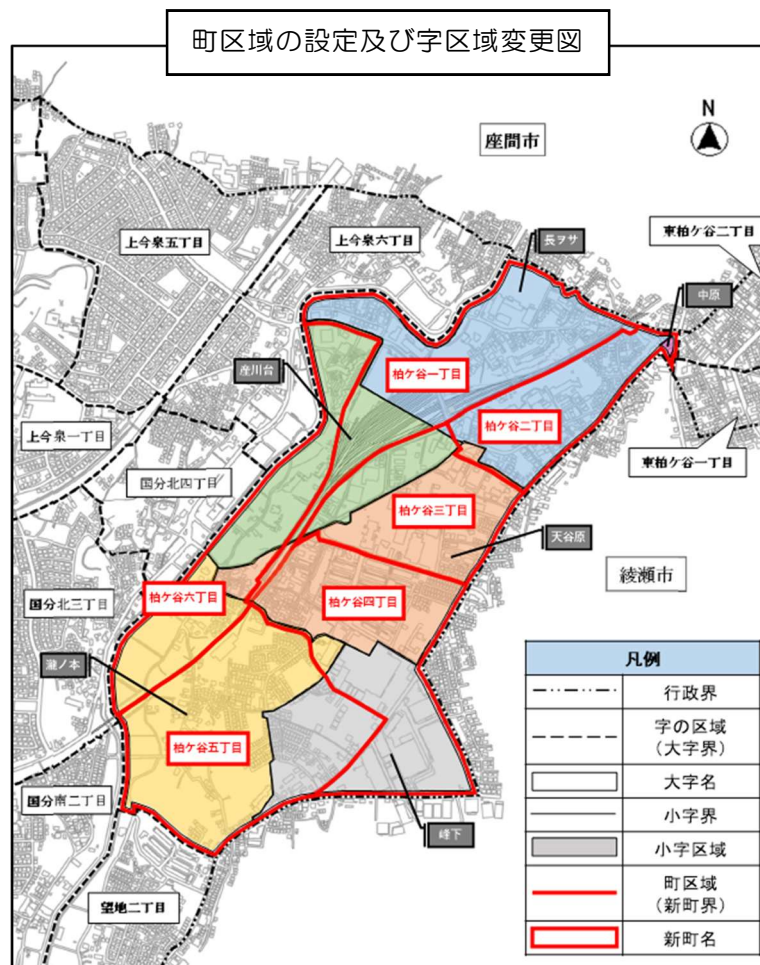 町区域の設定及び字区域変更図
N
座間市
上今泉五丁目
上今泉六丁目
長ヲサ
東柏ケ谷二丁目
中原
産川台
柏ケ谷一丁目
柏ケ谷二丁目
上今泉一丁目
国分北四丁目
東柏ケ谷一丁目
柏ケ谷三丁目
天谷原
綾瀬市
国分北三丁目
柏ケ谷六丁目
柏ケ谷四丁目
瀧ノ本
柏ケ谷五丁目
国分南二丁目
峰下
望地二丁目
凡例
行政界
字の区域
(大字界)
大字名
小字界
小字区域
町区域
(新町界)
新町名